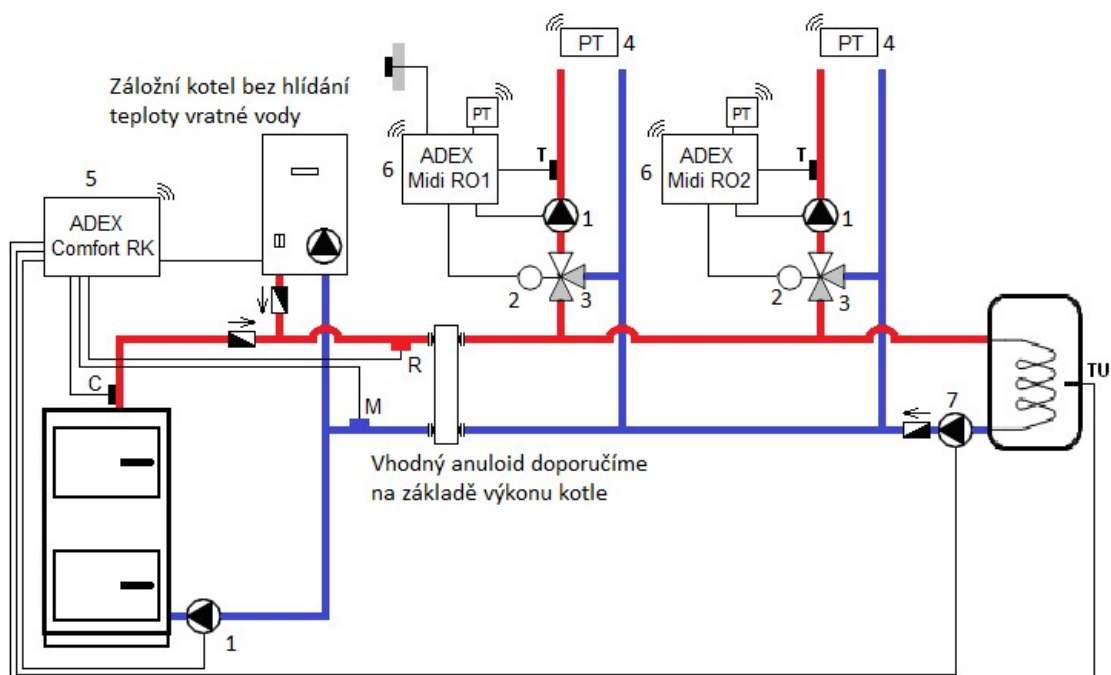 PT
4
PT
4
Záložní kotel bez hlídání
teploty vratné vody
PT
PT
6
ADEX
Midi RO1
T
6
ADEX
Midi RO2
T
5
ADEX
Comfort RK
1
1
2
3
2
3
R
C
M
TU
7
Vhodný anuloid doporučíme
na základě výkonu kotle
1